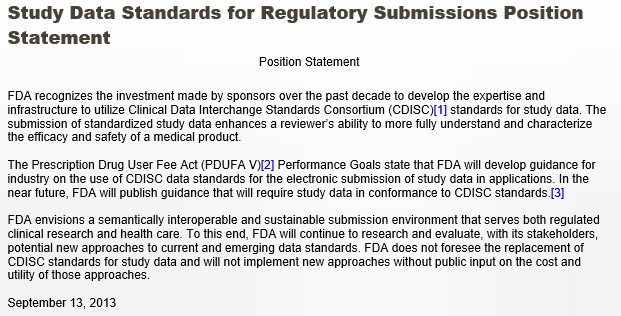 Study Data Standards for Regulatory Submissions Position
Statement
Position Statement
FDA recognizes the investment made by sponsors over the past decade to develop the expertise and
infrastructure to utilize Clinical Data Interchange Standards Consortium (CDISC)[1] standards for study data. The
submission of standardized study data enhances a reviewer's ability to more fully understand and characterize
the efficacy and safety of a medical product.
The Prescription Drug User Fee Act (PDUFA V)[2] Performance Goals state that FDA will develop guidance for
industry on the use of CDISC data standards for the electronic submission of study data in applications. In the
near future, FDA will publish guidance that will require study data in conformance to CDISC standards.[3]
FDA envisions a semantically interoperable and sustainable submission environment that serves both regulated
clinical research and health care. To this end, FDA will continue to research and evaluate, with its stakeholders,
potential new approaches to current and emerging data standards. FDA does not foresee the replacement of
CDISC standards for study data and will not implement new approaches without public input on the cost and
utility of those approaches.
September 13, 2013